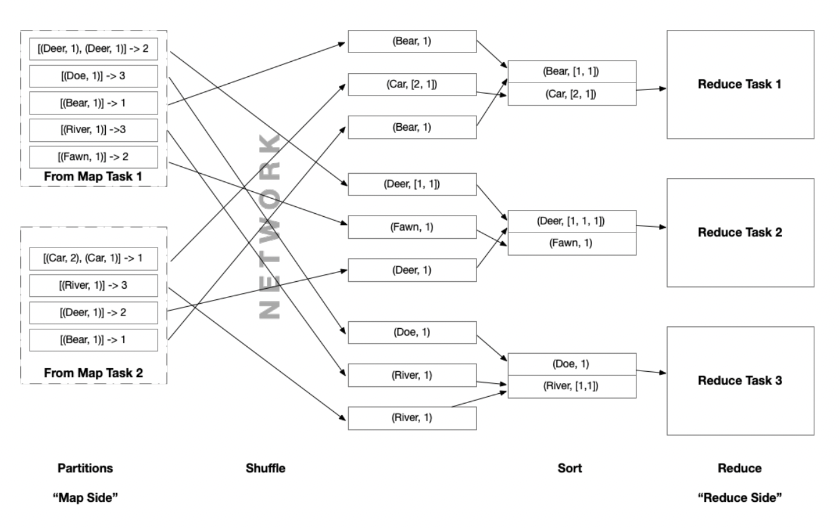 [(Deer, 1), (Deer, 1)] -> 2
[(Doe, 1)] -> 3
[(Bear, 1)] -> 1
[(River, 1)] ->3
[(Fawn, 1)] -> 2
From Map Task 1
[(Car, 2), (Car, 1)] -> 1
[(River, 1)] -> 3
[(Deer, 1)] -> 2
[(Bear, 1)] -> 1
From Map Task 2
NETWORK
(Bear, 1)
(Car, [2, 1])
(Bear, 1)
(Deer, [1, 1])
(Fawn, 1)
(Deer, 1)
(Doe, 1)
(River, 1)
(River, 1)
(Bear, [1, 1])
(Car, [2, 1])
(Deer, [1, 1, 1])
(Fawn, 1)
(Doe, 1)
(River, [1,1])
Reduce Task 1
Reduce Task 2
Reduce Task 3
Partitions
Shuffle
Sort
Reduce
“Map Side”
“Reduce Side”